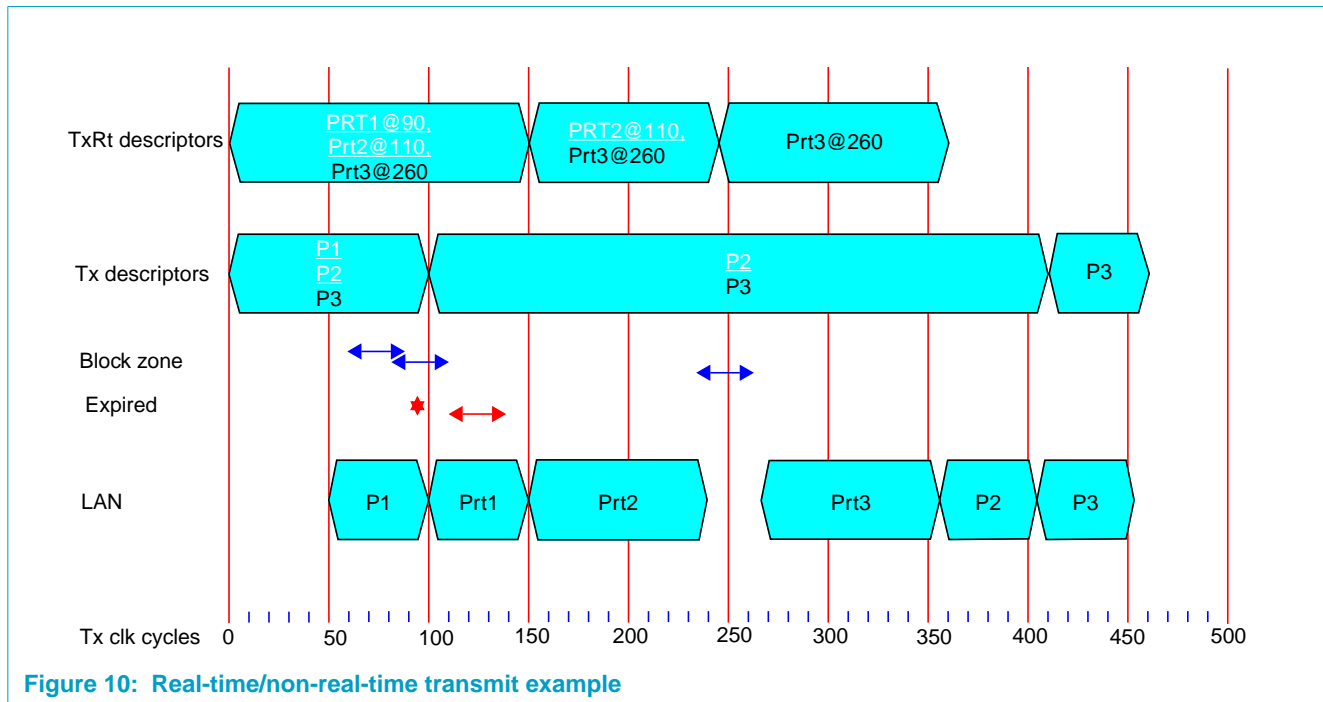 TxRt descriptors
PRT1@90,
Prt2@110,
Prt3@260
PRT2@110,
Prt3@260
Prt3@260
Tx descriptors
P1
P2
P3
P2
P3
P3
Block zone
Expired
LAN
P1
Prt1
Prt2
Prt3
P2
P3
Tx clk cycles
0
50
100
150
200
250
300
350
400
450
500
Figure 10: Real-time/non-real-time transmit example